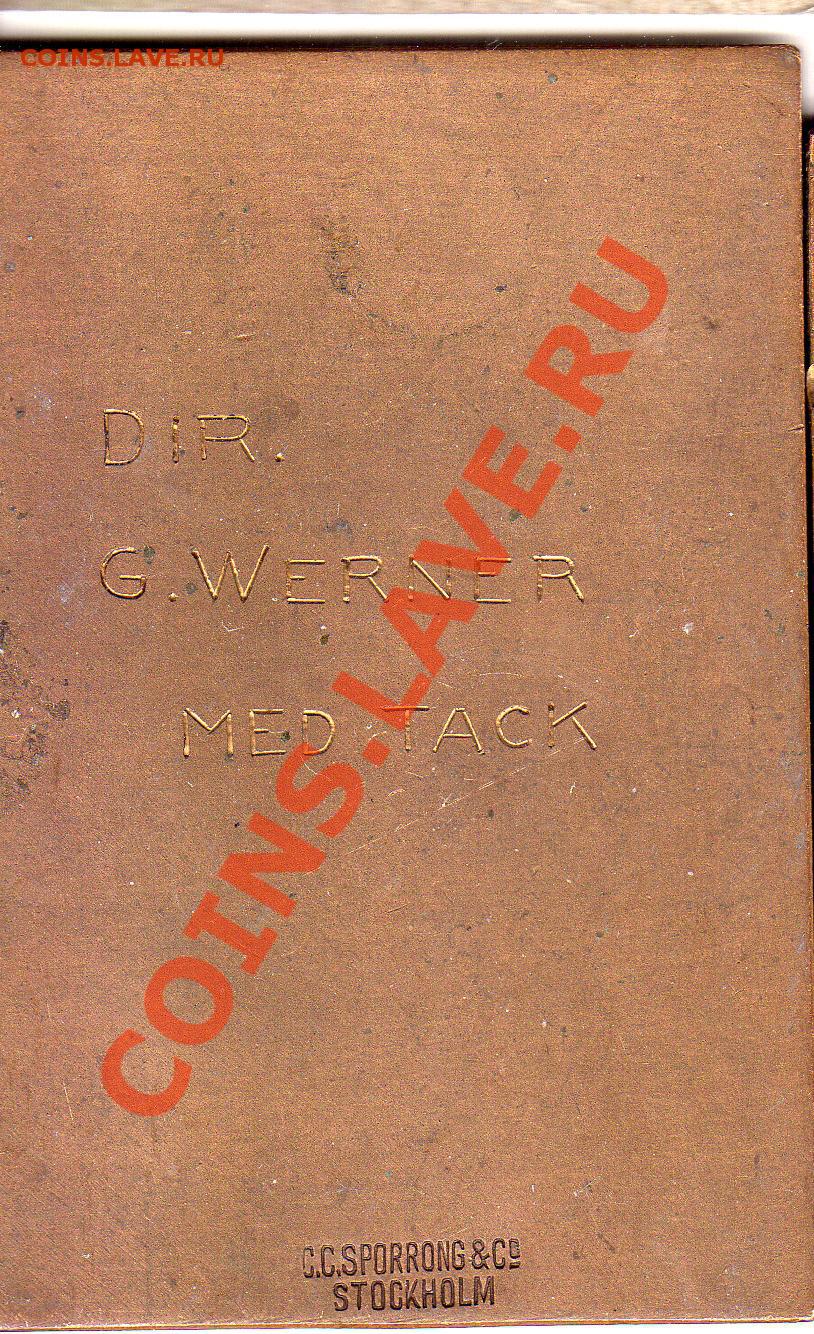 COINS.LAVE.RU
DIR.
G. WERNER
MED TACK
COINS.LAVE.RU
C.C. SPORRONG & Co
STOCKHOLM